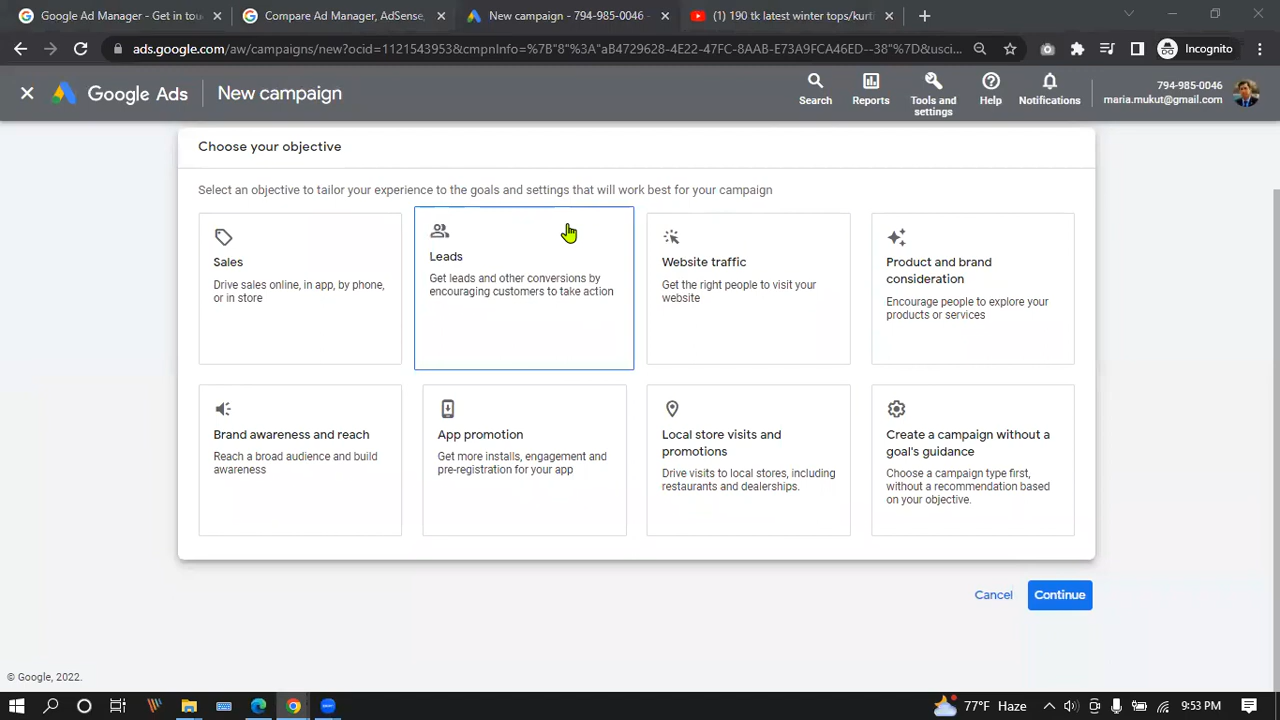 Google Ad Manager - Get in tou
Compare Ad Manager, AdSense
New campaign - 794-985-0046 -
(1) 190 tk latest winter tops/kurti
ads.google.com/aw/campaigns/new?ocid=1121543953&cmpnInfo=%7B"8"%3A"aB4729628-4E22-47FC-8AAB-E73A9FCA46ED--38"%7D&usci...
Incognito
Google Ads
New campaign
Search
Reports
Tools and
settings
Help
Notifications
794-985-0046
maria.mukut@gmail.com
Choose your objective
Select an objective to tailor your experience to the goals and settings that will work best for your campaign
Sales
Drive sales online, in app, by phone,
or in store
Leads
Get leads and other conversions by
encouraging customers to take action
Website traffic
Get the right people to visit your
website
Product and brand
consideration
Encourage people to explore your
products or services
Brand awareness and reach
Reach a broad audience and build
awareness
App promotion
Get more installs, engagement and
pre-registration for your app
Local store visits and
promotions
Drive visits to local stores, including
restaurants and dealerships.
Create a campaign without a
goal's guidance
Choose a campaign type first,
without a recommendation based
on your objective.
Cancel
Continue
© Google, 2022.
77°F Haze
9:53 PM